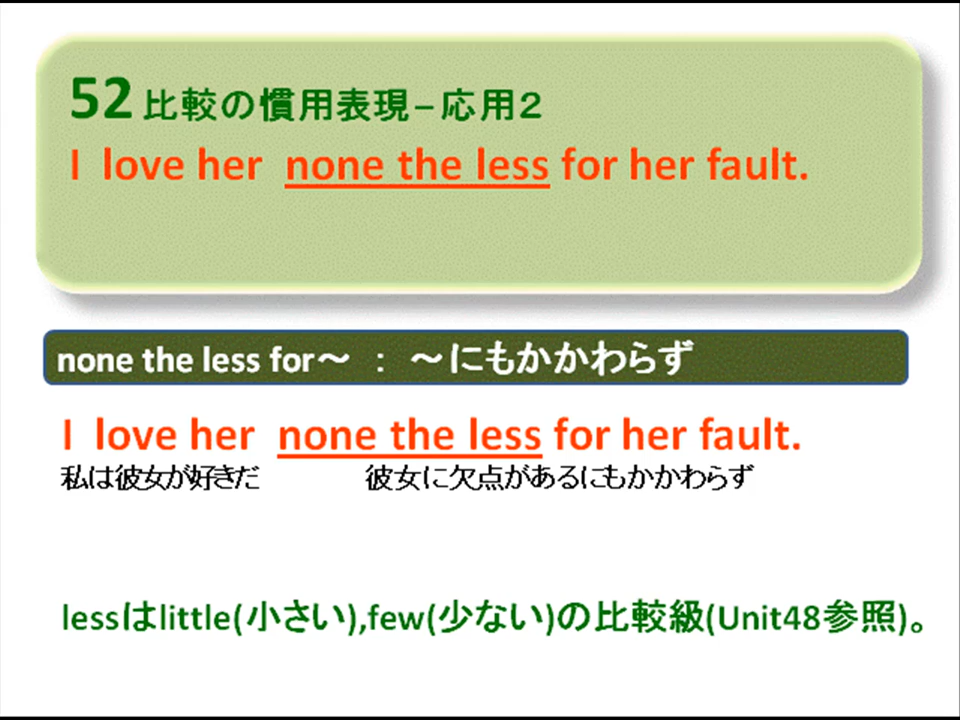 52 比較の慣用表現－応用２
I love her none the less for her fault.
none the less for～ ： ～にもかかわらず
I love her none the less for her fault.
私は彼女が好きだ 彼女に欠点があるにもかかわらず
lessはlittle(小さい),few(少ない)の比較級(Unit48参照)。